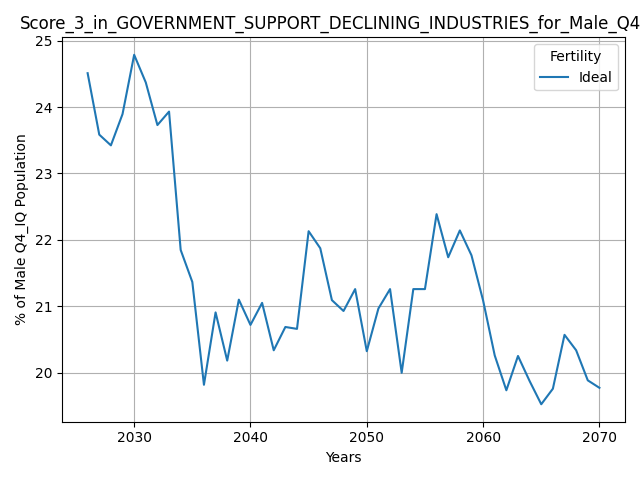 Score_3_in_GOVERNMENT_SUPPORT_DECLINING_INDUSTRIES_for_Male_Q4
25
24
23
22
21
20
% of Male Q4_IQ Population
Fertility
Ideal
2030
2040
2050
2060
2070
Years